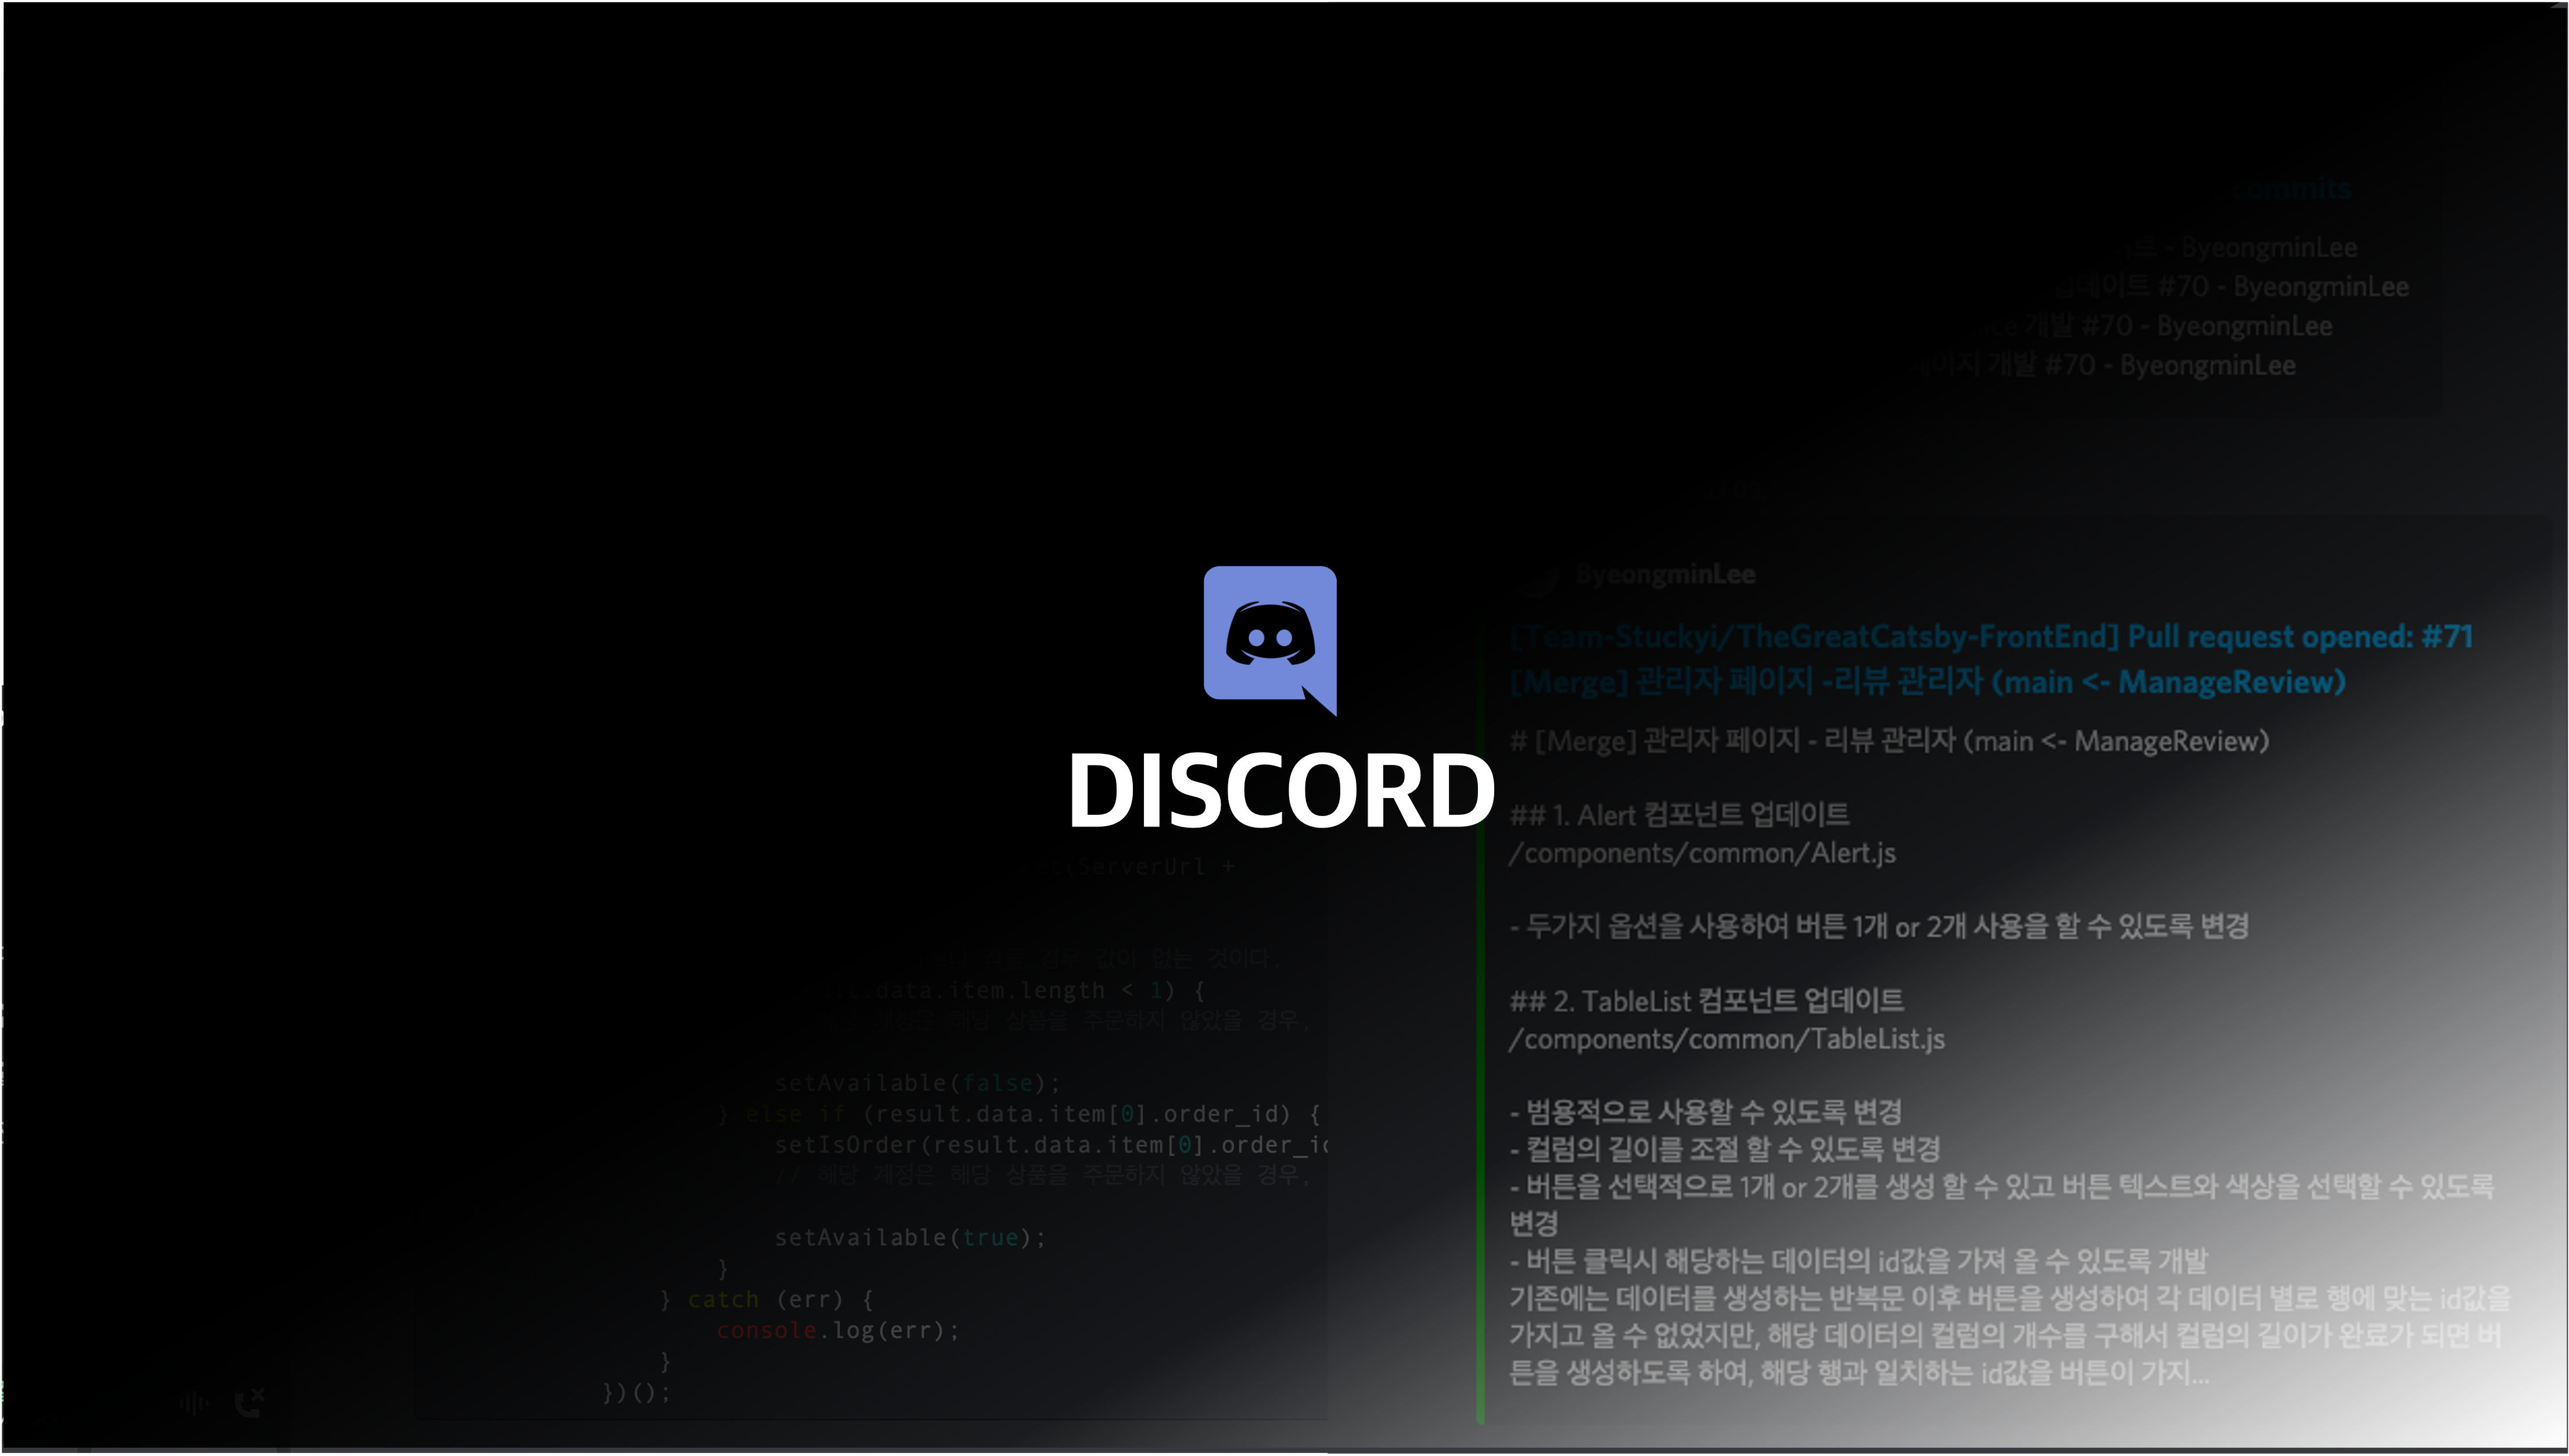 commits
- ByeongminLee
업데이트 #70 - ByeongminLee
개발 #70 - ByeongminLee
페이지 개발 #70 - ByeongminLee
ByeongminLee
[Team-Stuckyi/TheGreatCatsby-FrontEnd] Pull request opened: #71
[Merge] 관리자 페이지 -리뷰 관리자 (main <- ManageReview)
# [Merge] 관리자 페이지 - 리뷰 관리자 (main <- ManageReview)
## 1. Alert 컴포넌트 업데이트
/components/common/Alert.js
- 두가지 옵션을 사용하여 버튼 1개 or 2개 사용을 할 수 있도록 변경
## 2. TableList 컴포넌트 업데이트
/components/common/TableList.js
- 범용적으로 사용할 수 있도록 변경
- 컬럼의 길이를 조절 할 수 있도록 변경
- 버튼을 선택적으로 1개 or 2개를 생성 할 수 있고 버튼 텍스트와 색상을 선택할 수 있도록
변경
- 버튼 클릭시 해당하는 데이터의 id값을 가져 올 수 있도록 개발
기존에는 데이터를 생성하는 반복문 이후 버튼을 생성하여 각 데이터 별로 행에 맞는 id값을
가지고 올 수 없었지만, 해당 데이터의 컬럼의 개수를 구해서 컬럼의 길이가 완료가 되면 버
튼을 생성하도록 하여, 해당 행과 일치하는 id값을 버튼이 가지...
DISCORD
(ServerUrl +
경우 값이 없는 것이다.
.data.item.length < 1) {
계정은 해당 상품을 주문하지 않았을 경우,
setAvailable(false);
} else if (result.data.item[0].order_id) {
setIsOrder(result.data.item[0].order_id
// 해당 계정은 해당 상품을 주문하지 않았을 경우,
setAvailable(true);
}
} catch (err) {
console.log(err);
}
})();